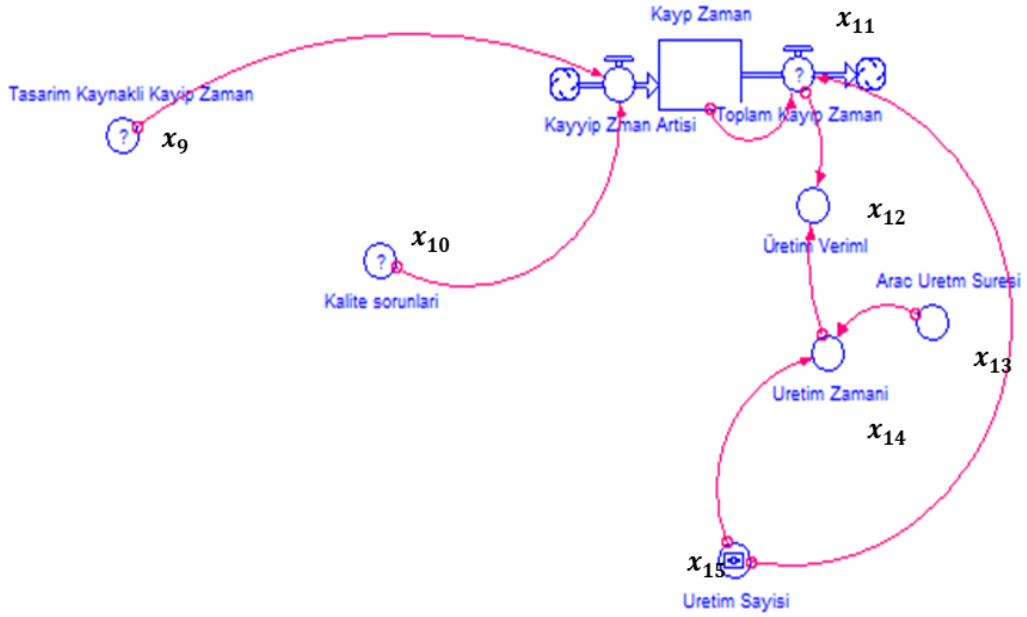 Kayp Zaman
x11
Tasarim Kaynakli Kayip Zaman
?
x9
?
Kayyip Zman Artisi
Toplam Kayip Zaman
x10
?
Kalite sorunlari
x12
Üretim Veriml
Arac Uretm Suresi
x13
Uretim Zamani
x14
x15
Uretim Sayisi